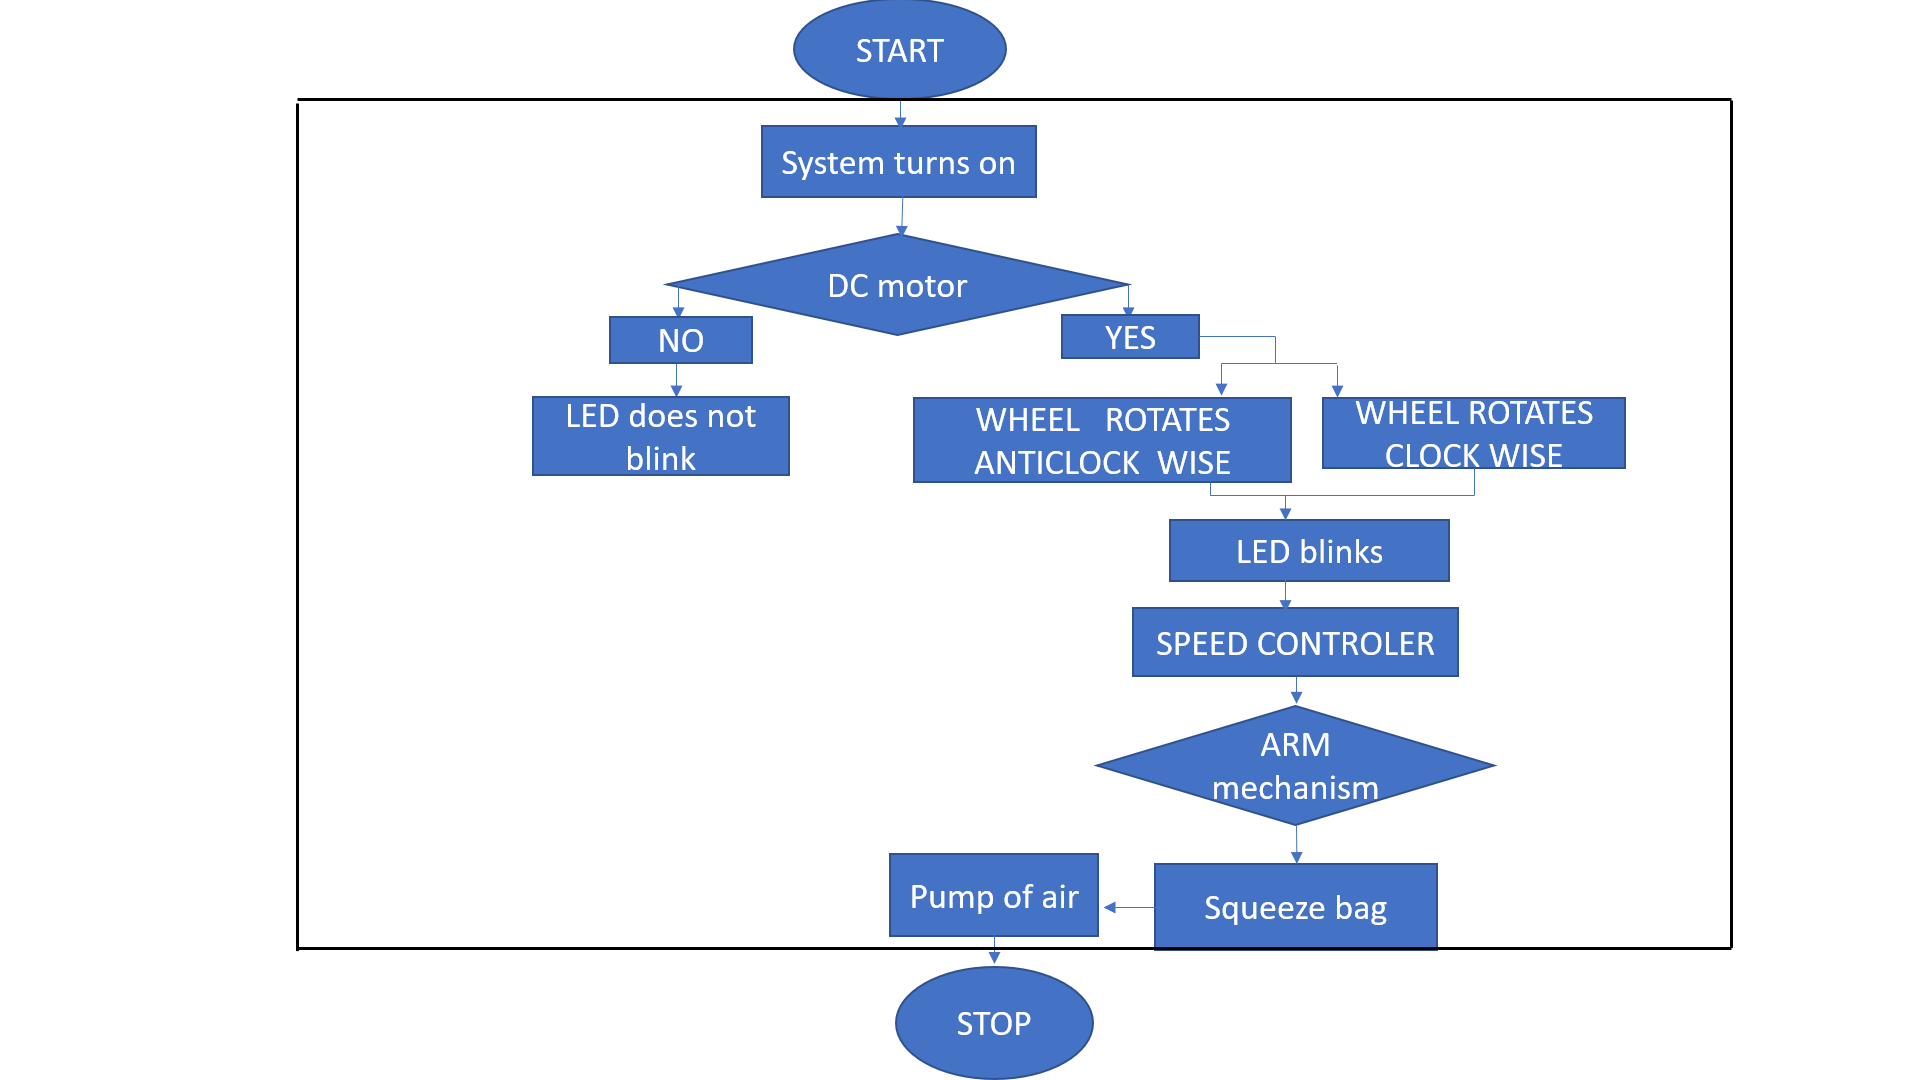 START
System turns on
DC motor
NO
YES
LED does not
blink
WHEEL   ROTATES
ANTICLOCK  WISE
WHEEL ROTATES
CLOCK WISE
LED blinks
SPEED CONTROLER
ARM
mechanism
Pump of air
Squeeze bag
STOP